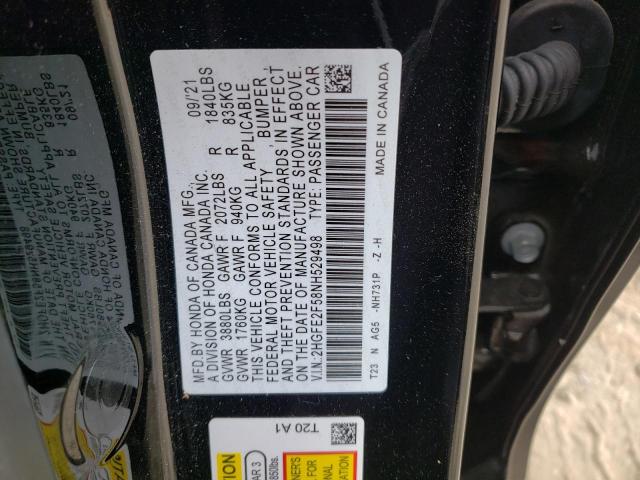 MFD.BY HONDA OF CANADA MFG., 09/21
A DIVISION OF HONDA CANADA INC.
GVWR 3880LBS GAWR F 2072LBS R 1840LBS
GVWR 1760KG GAWR F 940KG R 835KG
THIS VEHICLE CONFORMS TO ALL APPLICABLE
FEDERAL MOTOR VEHICLE SAFETY , BUMPER ,
AND THEFT PREVENTION STANDARDS IN EFFECT
ON THE DATE OF MANUFACTURE SHOWN ABOVE.
V.I.N.:2HGFE2F58NH529498 TYPE:PASSENGER CAR
T23 N AG5 -NH731P -Z -H MADE IN CANADA
T20 A1